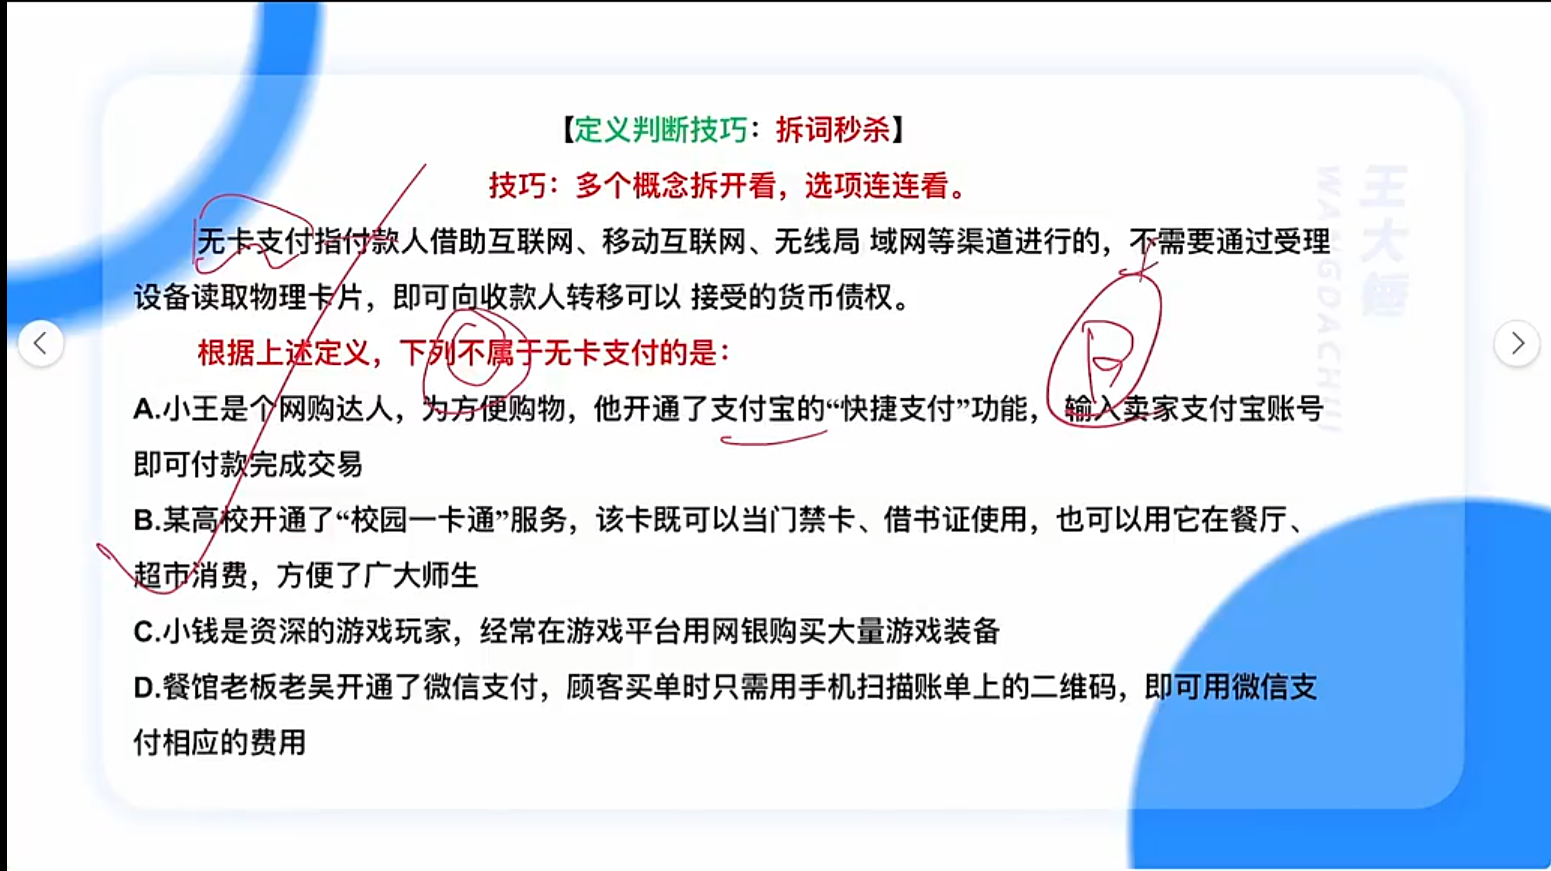 【定义判断技巧：拆词秒杀】
技巧：多个概念拆开看，选项连连看。
无卡支付指付款人借助互联网、移动互联网、无线局 域网等渠道进行的，不需要通过受理
设备读取物理卡片，即可向收款人转移可以 接受的货币债权。
根据上述定义，下列不属于无卡支付的是：
A.小王是个网购达人，为方便购物，他开通了支付宝的“快捷支付”功能， 输入卖家支付宝账号
即可付款完成交易
B.某高校开通了“校园一卡通”服务，该卡既可以当门禁卡、借书证使用，也可以用它在餐厅、
超市消费，方便了广大师生
C.小钱是资深的游戏玩家，经常在游戏平台用网银购买大量游戏装备
D.餐馆老板老吴开通了微信支付，顾客买单时只需用手机扫描账单上的二维码，即可用微信支
付相应的费用
B
WANGDACHUI